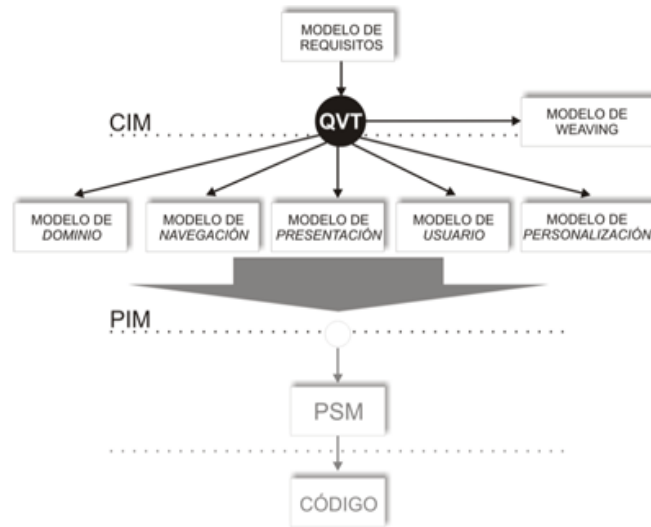 MODELO DE
REQUISITOS
QVT
CIM
MODELO DE
WEAVING
MODELO DE
DOMINIO
MODELO DE
NAVEGACIÓN
MODELO DE
PRESENTACIÓN
MODELO DE
USUARIO
MODELO DE
PERSONALIZACIÓN
PIM
PSM
CÓDIGO